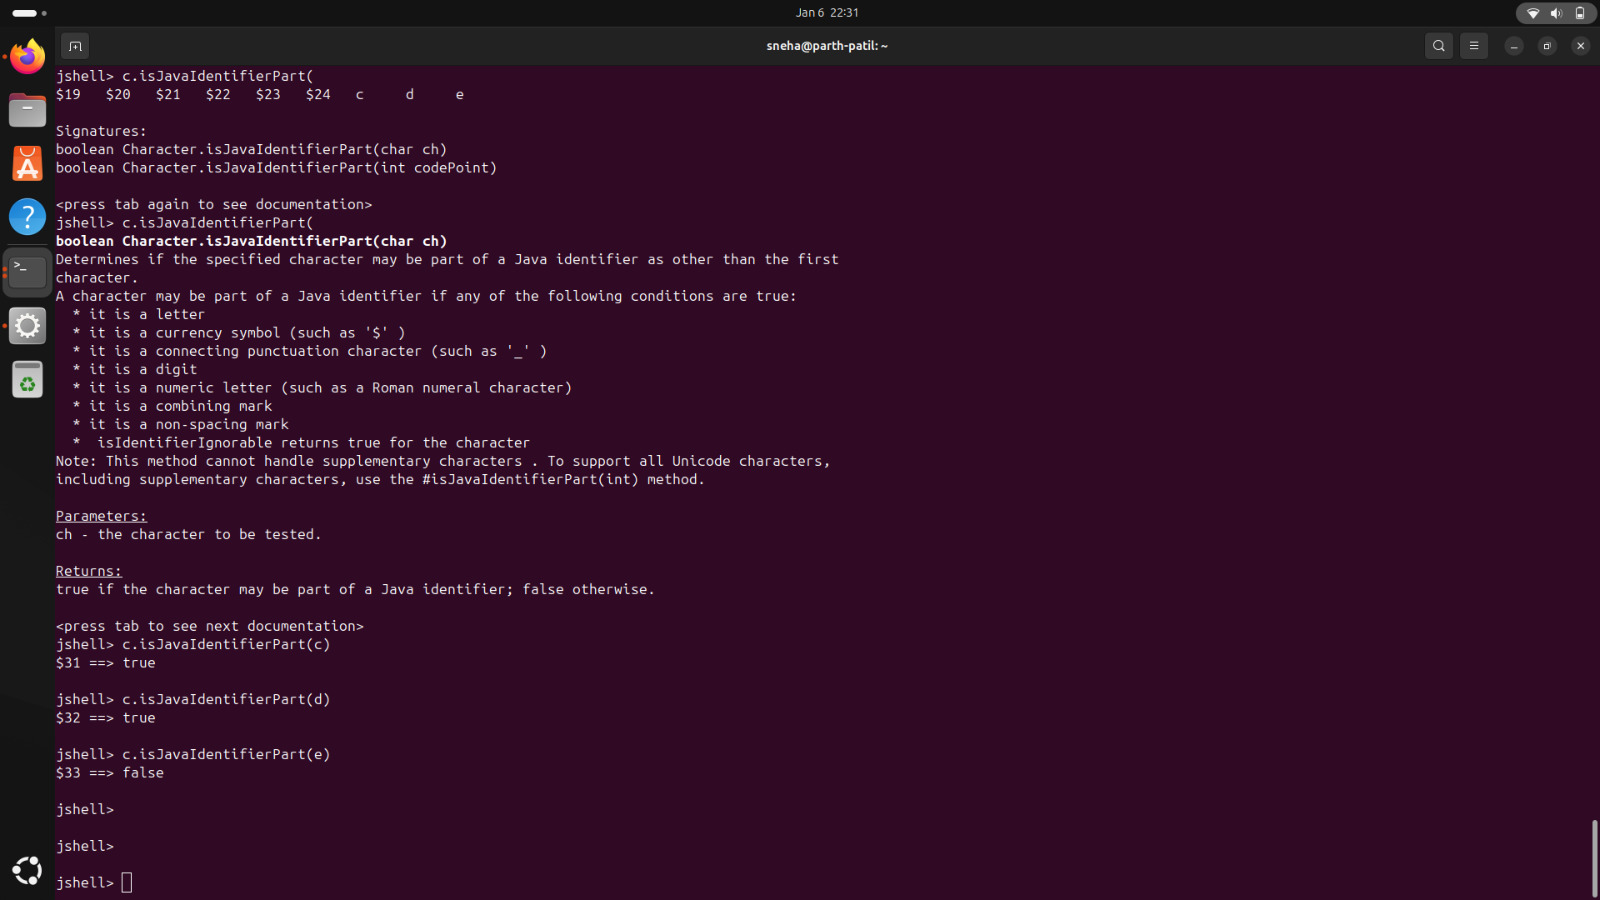 Jan 6 22:31
sneha@parth-patil: ~
jshell> c.isJavaIdentifierPart(
$19 $20 $21 $22 $23 $24 c d e
Signatures:
boolean Character.isJavaIdentifierPart(char ch)
boolean Character.isJavaIdentifierPart(int codePoint)
<press tab again to see documentation>
jshell> c.isJavaIdentifierPart(
boolean Character.isJavaIdentifierPart(char ch)
Determines if the specified character may be part of a Java identifier as other than the first
character.
A character may be part of a Java identifier if any of the following conditions are true:
* it is a letter
* it is a currency symbol (such as '$' )
* it is a connecting punctuation character (such as '_' )
* it is a digit
* it is a numeric letter (such as a Roman numeral character)
* it is a combining mark
* it is a non-spacing mark
* isIdentifierIgnorable returns true for the character
Note: This method cannot handle supplementary characters . To support all Unicode characters,
including supplementary characters, use the #isJavaIdentifierPart(int) method.
Parameters:
ch - the character to be tested.
Returns:
true if the character may be part of a Java identifier; false otherwise.
<press tab to see next documentation>
jshell> c.isJavaIdentifierPart(c)
$31 ==> true
jshell> c.isJavaIdentifierPart(d)
$32 ==> true
jshell> c.isJavaIdentifierPart(e)
$33 ==> false
jshell>
jshell>
jshell>